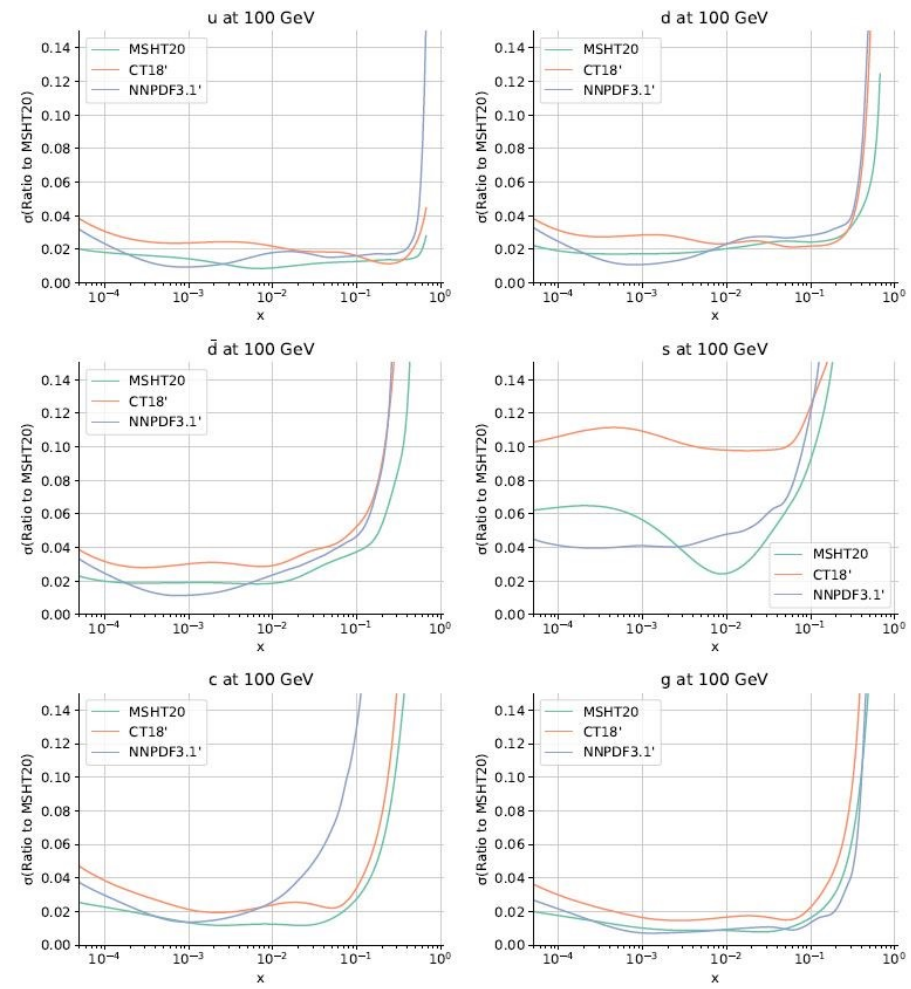 u at 100 GeV
σ(Ratio to MSHT20)
0.14
0.12
0.10
0.08
0.06
0.04
0.02
0.00
MSHT20
CT18'
NNPDF3.1'
10⁻⁴ 10⁻³ 10⁻² 10⁻¹ 10⁰
x
d at 100 GeV
σ(Ratio to MSHT20)
0.14
0.12
0.10
0.08
0.06
0.04
0.02
0.00
MSHT20
CT18'
NNPDF3.1'
10⁻⁴ 10⁻³ 10⁻² 10⁻¹ 10⁰
x
d̄ at 100 GeV
σ(Ratio to MSHT20)
0.14
0.12
0.10
0.08
0.06
0.04
0.02
0.00
MSHT20
CT18'
NNPDF3.1'
10⁻⁴ 10⁻³ 10⁻² 10⁻¹ 10⁰
x
s at 100 GeV
σ(Ratio to MSHT20)
0.14
0.12
0.10
0.08
0.06
0.04
0.02
0.00
MSHT20
CT18'
NNPDF3.1'
10⁻⁴ 10⁻³ 10⁻² 10⁻¹ 10⁰
x
c at 100 GeV
σ(Ratio to MSHT20)
0.14
0.12
0.10
0.08
0.06
0.04
0.02
0.00
MSHT20
CT18'
NNPDF3.1'
10⁻⁴ 10⁻³ 10⁻² 10⁻¹ 10⁰
x
g at 100 GeV
σ(Ratio to MSHT20)
0.14
0.12
0.10
0.08
0.06
0.04
0.02
0.00
MSHT20
CT18'
NNPDF3.1'
10⁻⁴ 10⁻³ 10⁻² 10⁻¹ 10⁰
x